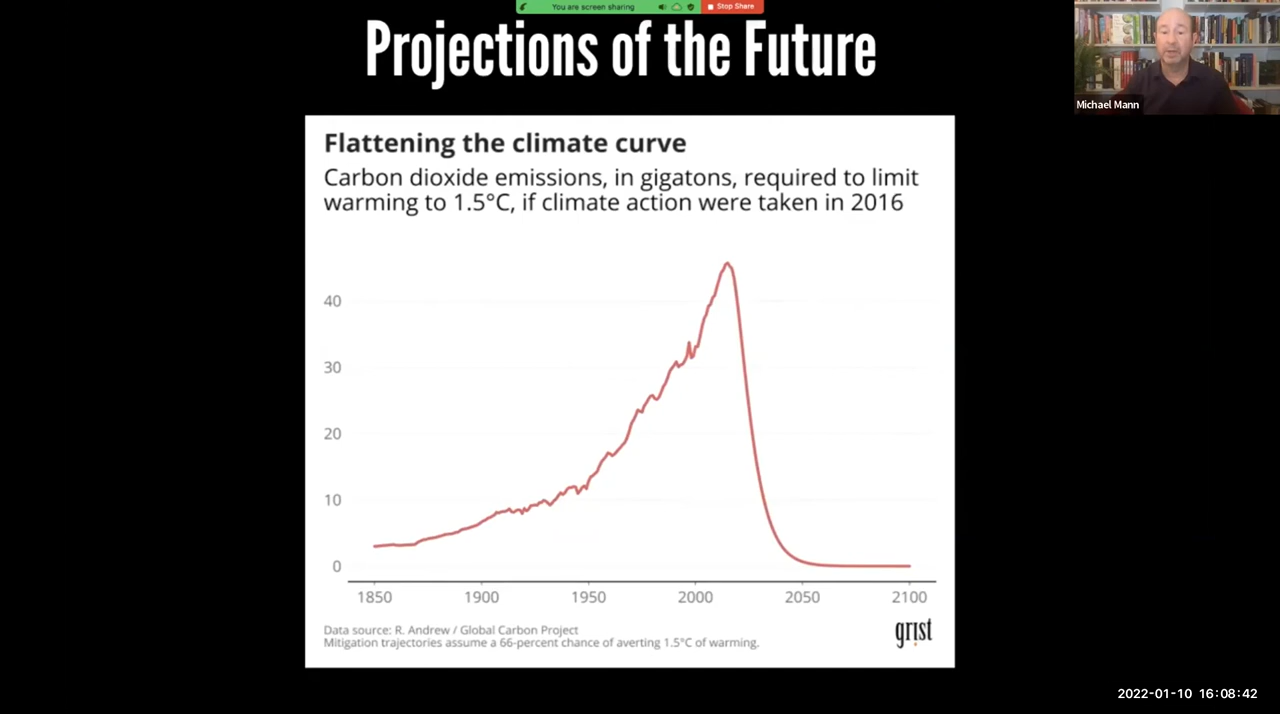 You are screen sharing
Stop Share
Projections of the Future
Michael Mann
Flattening the climate curve
Carbon dioxide emissions, in gigatons, required to limit
warming to 1.5°C, if climate action were taken in 2016
40
30
20
10
0
1850 1900 1950 2000 2050 2100
Data source: R. Andrew / Global Carbon Project
Mitigation trajectories assume a 66-percent chance of averting 1.5°C of warming.
grist
2022-01-10 16:08:42